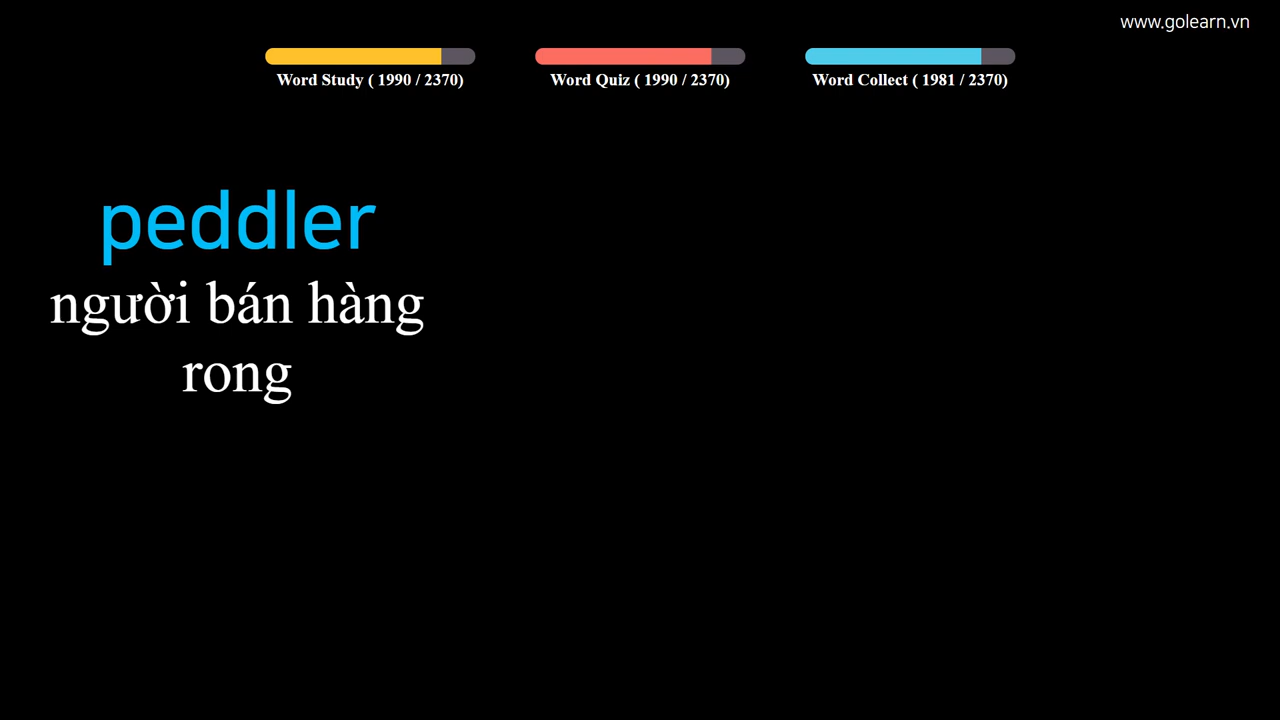 www.golearn.vn
Word Study ( 1990 / 2370)
Word Quiz ( 1990 / 2370)
Word Collect ( 1981 / 2370)
peddler
người bán hàng
rong